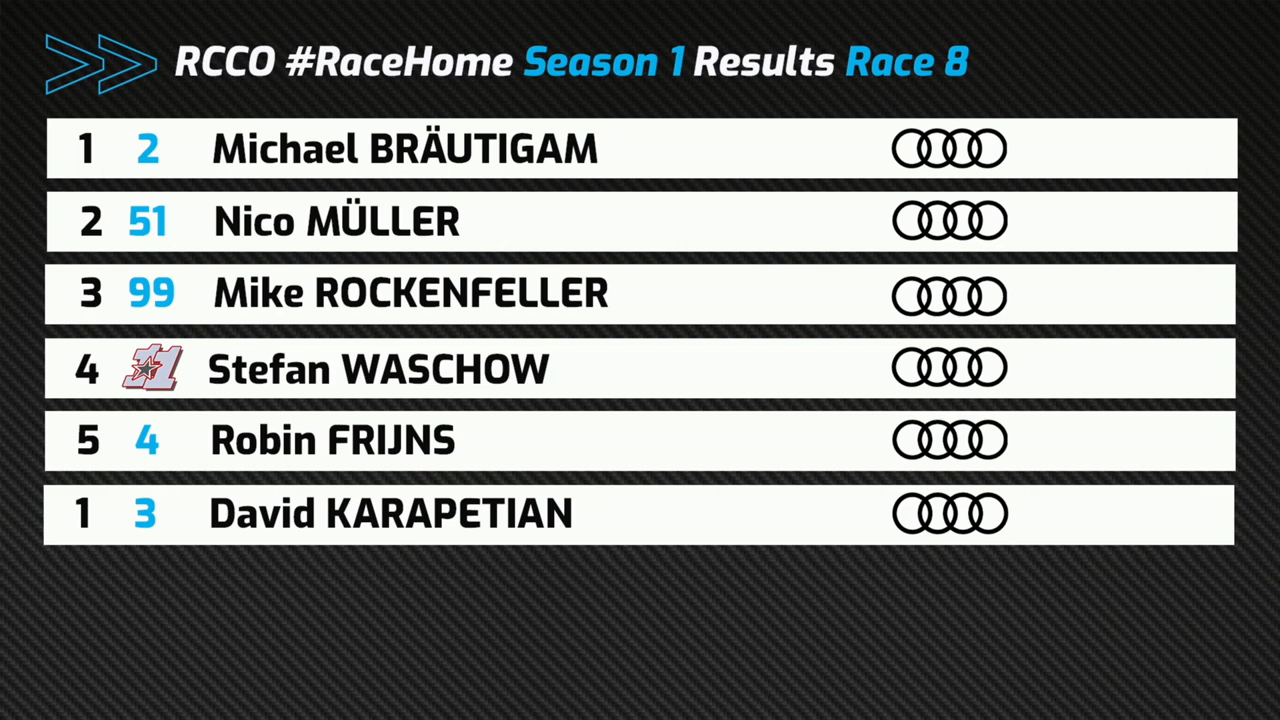 RCCO #RaceHome Season 1 Results Race 8
1 2 Michael BRÄUTIGAM
2 51 Nico MÜLLER
3 99 Mike ROCKENFELLER
4 11 Stefan WASCHOW
5 4 Robin FRIJNS
1 3 David KARAPETIAN